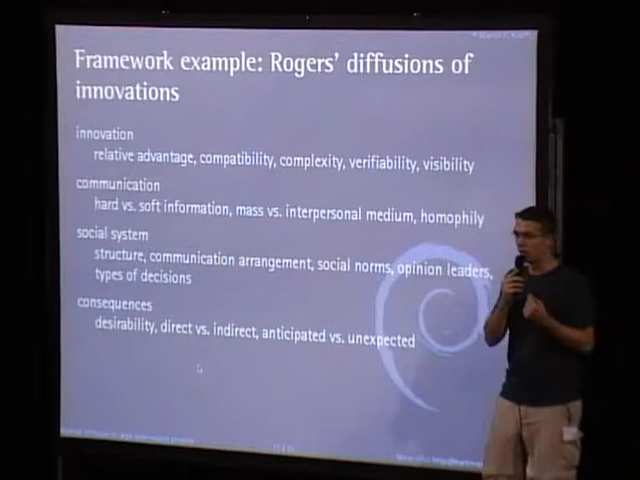 Framework example: Rogers' diffusions of
innovations
innovation
relative advantage, compatibility, complexity, verifiability, visibility
communication
hard vs. soft information, mass vs. interpersonal medium, homophily
social system
structure, communication arrangement, social norms, opinion leaders,
types of decisions
consequences
desirability, direct vs. indirect, anticipated vs. unexpected